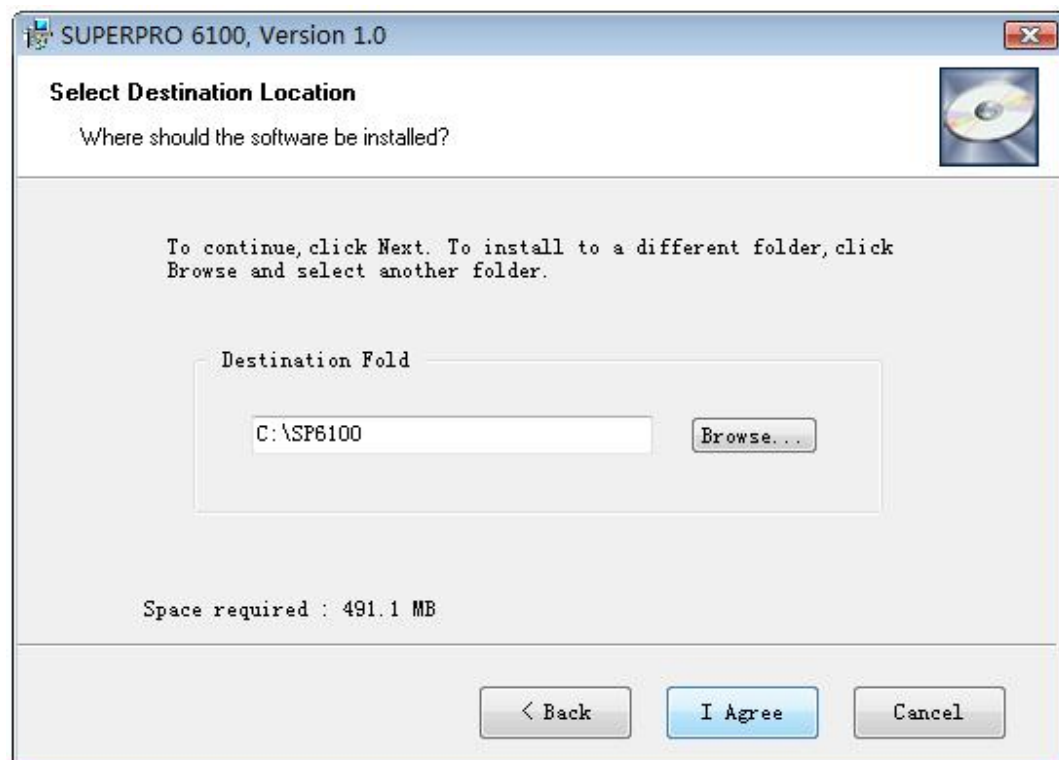 SUPERPRO 6100, Version 1.0
Select Destination Location
Where should the software be installed?
To continue, click Next. To install to a different folder, click
Browse and select another folder.
Destination Fold
C:\SP6100
Browse...
Space required : 491.1 MB
< Back
I Agree
Cancel